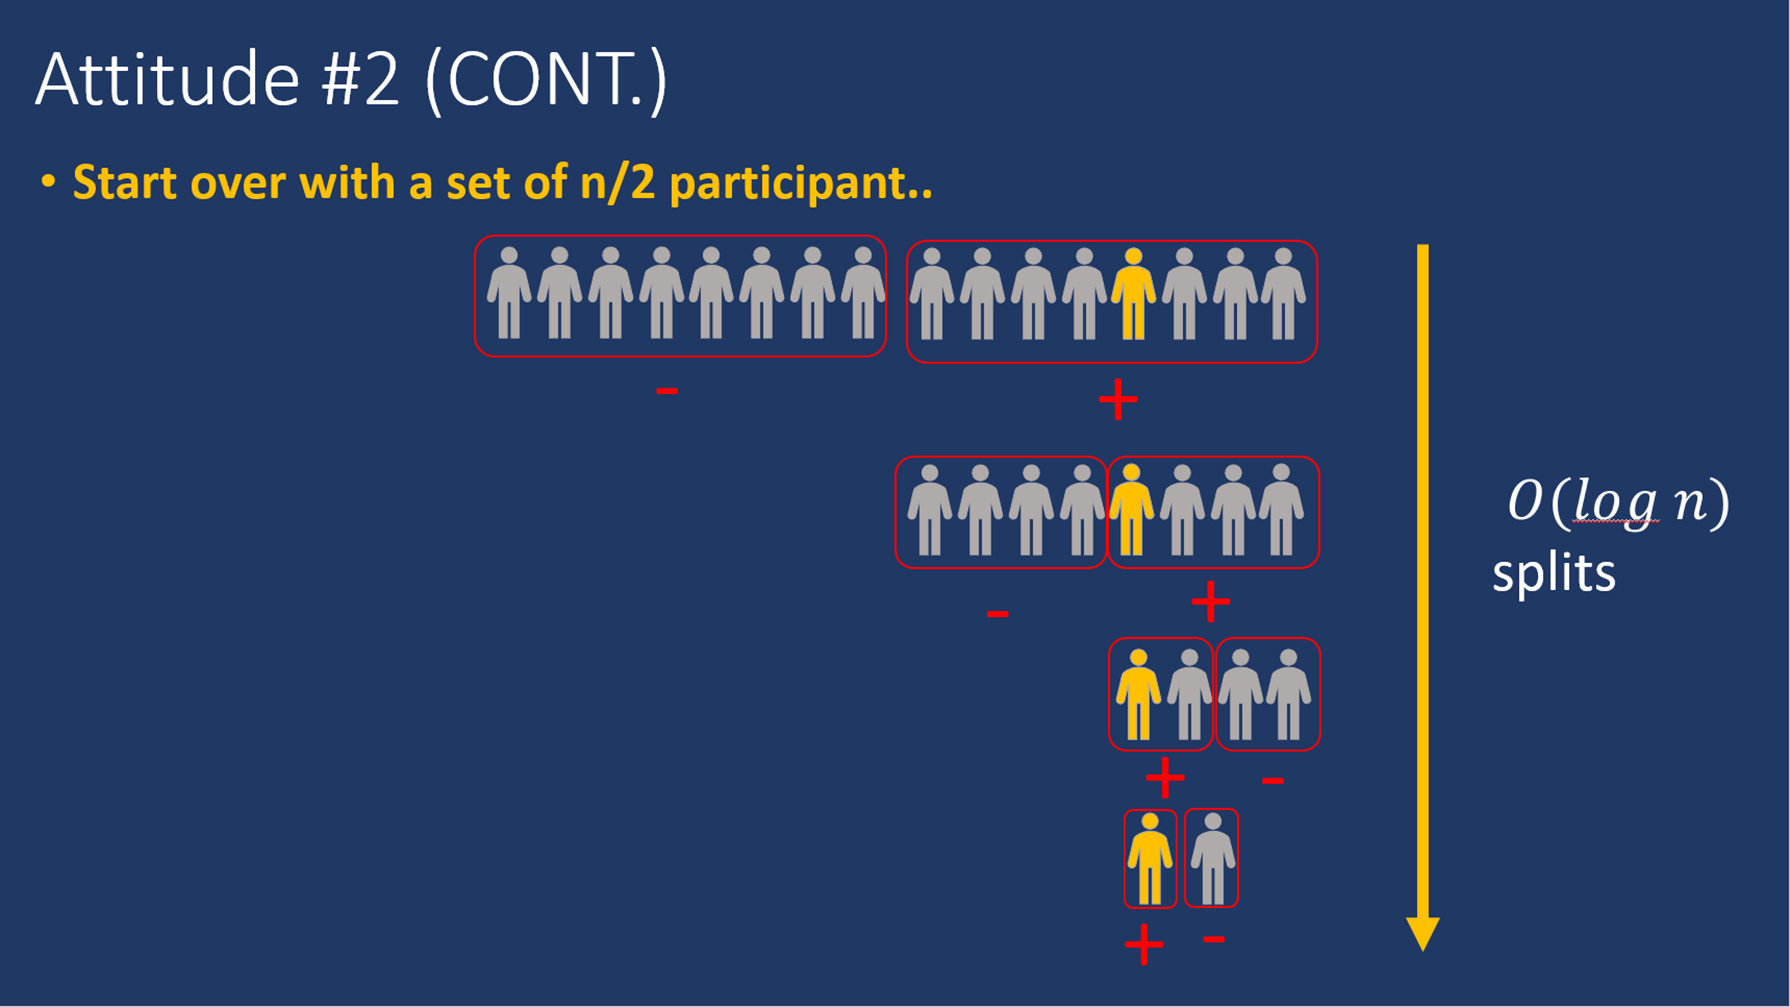 Attitude #2 (CONT.)
• Start over with a set of n/2 participant..
- +
- +
O(log n)
splits
+ -
+ -